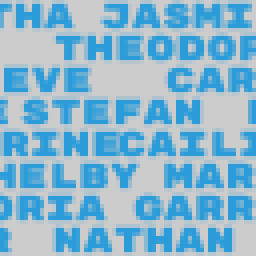 THA JASMI
THEODOR
EVE CAR
E STEFAN
RINECAILI
HELBY MAR
ORIA GARR
R NATHAN